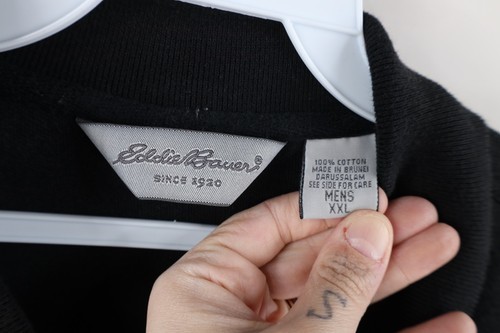 Eddie Bauer®
SINCE 1920
100% COTTON
MADE IN BRUNEI
DARUSSALAM
SEE SIDE FOR CARE
MENS
XXL